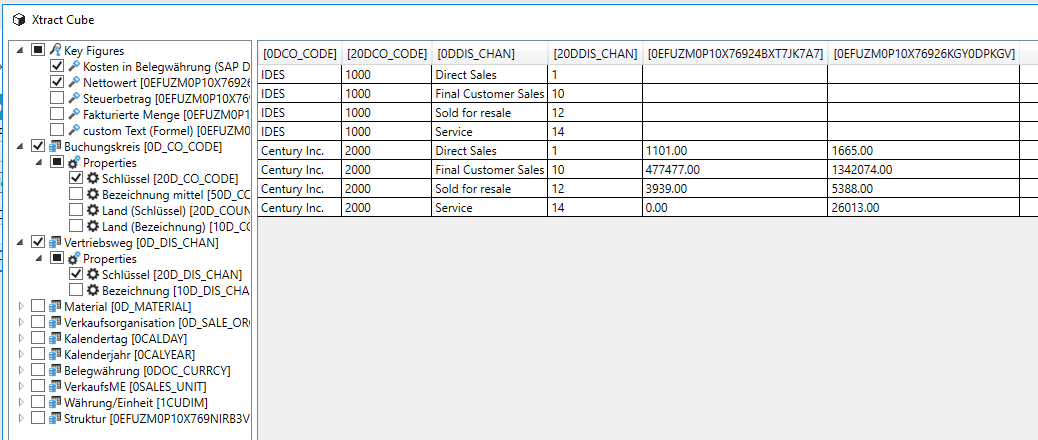 Xtract Cube
Key Figures
Kosten in Belegwährung (SAP D
Nettowert [0EFUZM0P10X76926
Steuerbetrag [0EFUZM0P10X769
Fakturierte Menge [0EFUZM0P1
custom Text (Formel) [0EFUZM0
Buchungskreis [0D_CO_CODE]
Properties
Schlüssel [20D_CO_CODE]
Bezeichnung mittel [50D_CO
Land (Schlüssel) [20D_COUN
Land (Bezeichnung) [10D_CO
Vertriebsweg [0D_DIS_CHAN]
Properties
Schlüssel [20D_DIS_CHAN]
Bezeichnung [10D_DIS_CHA
Material [0D_MATERIAL]
Verkaufsorganisation [0D_SALE_OR
Kalendertag [0CALDAY]
Kalenderjahr [0CALYEAR]
Belegwährung [0DOC_CURRCY]
VerkaufsME [0SALES_UNIT]
Währung/Einheit [1CUDIM]
Struktur [0EFUZM0P10X769NIRB3V
[0DCO_CODE] [20DCO_CODE] [0DDIS_CHAN] [20DDIS_CHAN] [0EFUZM0P10X76924BXT7JK7A7] [0EFUZM0P10X76926KGY0DPKGV]
IDES 1000 Direct Sales 1
IDES 1000 Final Customer Sales 10
IDES 1000 Sold for resale 12
IDES 1000 Service 14
Century Inc. 2000 Direct Sales 1 1101.00 1665.00
Century Inc. 2000 Final Customer Sales 10 477477.00 1342074.00
Century Inc. 2000 Sold for resale 12 3939.00 5388.00
Century Inc. 2000 Service 14 0.00 26013.00